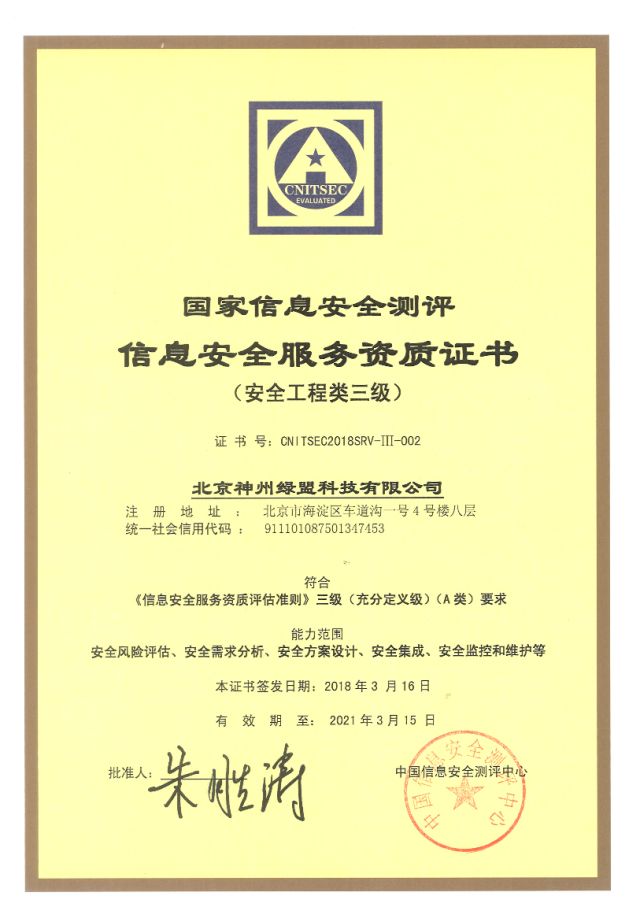 CNITSEC
EVALUATED
国家信息安全测评
信息安全服务资质证书
（安全工程类三级）
证 书 号：CNITSEC2018SRV-III-002
北京神州绿盟科技有限公司
注 册 地 址 ： 北京市海淀区车道沟一号4号楼八层
统一社会信用代码 ： 911101087501347453
符合
《信息安全服务资质评估准则》三级（充分定义级）（A类）要求
能力范围
安全风险评估、安全需求分析、安全方案设计、安全集成、安全监控和维护等
本证书签发日期：2018年3 月16日
有 效 期 至： 2021年3月15 日
批准人：朱胜涛
中国信息安全测评中心
中国信息安全测评中心